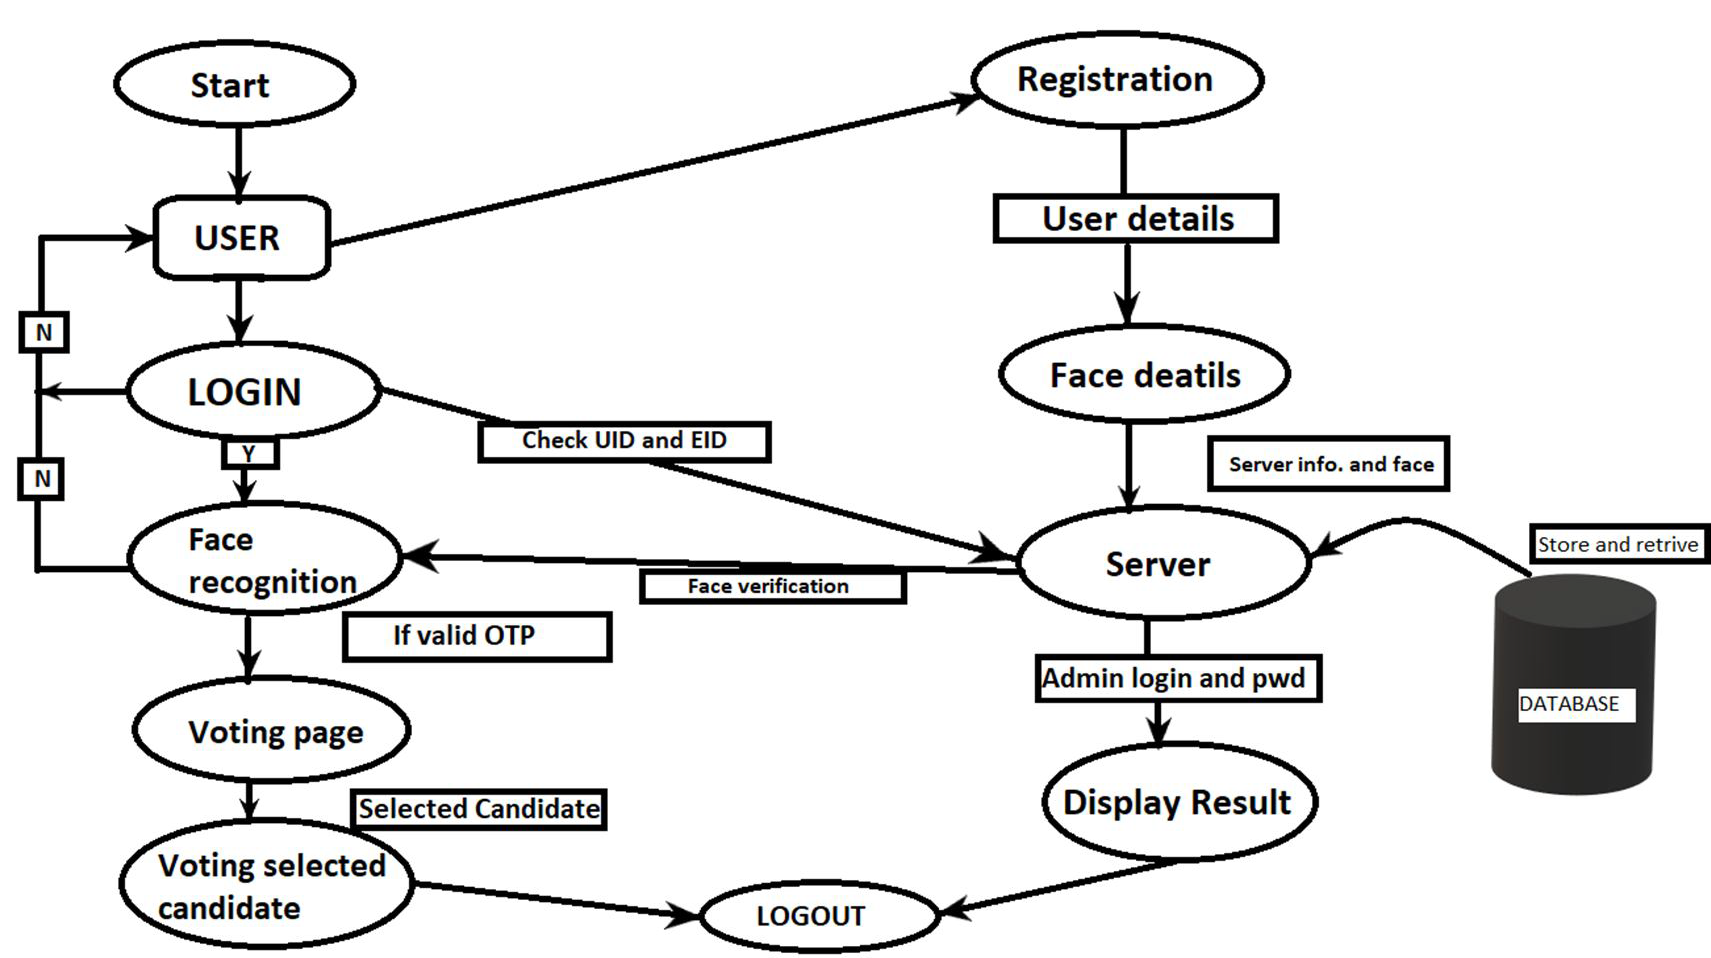 Start
Registration
User details
USER
N
LOGIN
Face deatils
Check UID and EID
Y
Server info. and face
N
Face
recognition
Server
Store and retrive
Face verification
If valid OTP
Admin login and pwd
DATABASE
Voting page
Selected Candidate
Display Result
Voting selected
candidate
LOGOUT